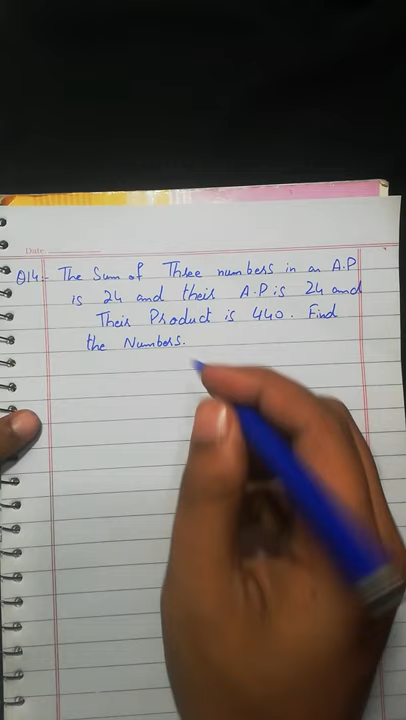 Date
Q14:- The Sum of Three numbers in an A.P
is 24 and their A.P is 24 and
Their Product is 440. Find
the Numbers.